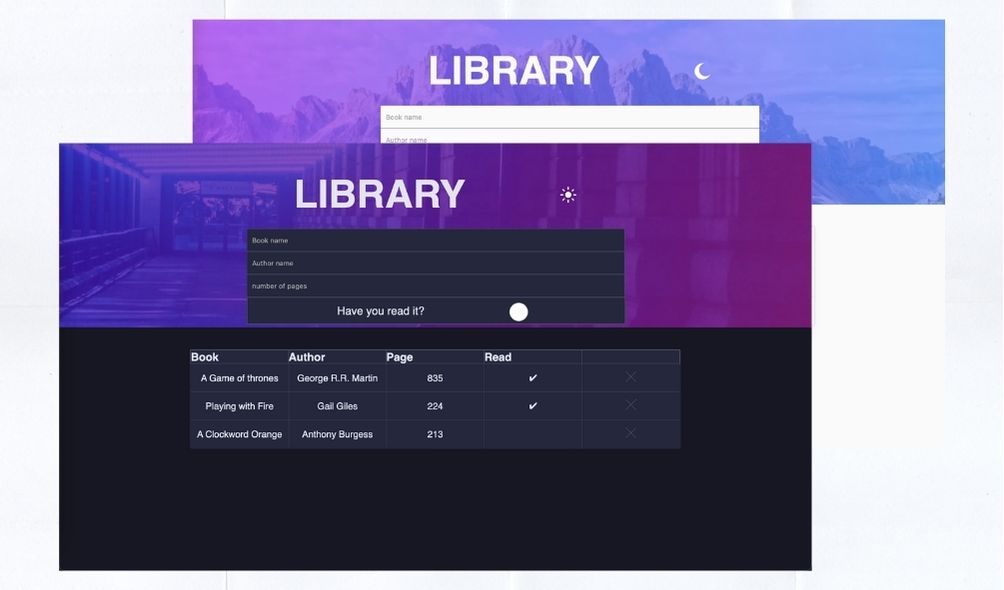 LIBRARY
Book name
Author name
LIBRARY
Book name
Author name
number of pages
Have you read it?
Book Author Page Read
A Game of thrones George R.R. Martin 835 ✔
Playing with Fire Gail Giles 224 ✔
A Clockword Orange Anthony Burgess 213